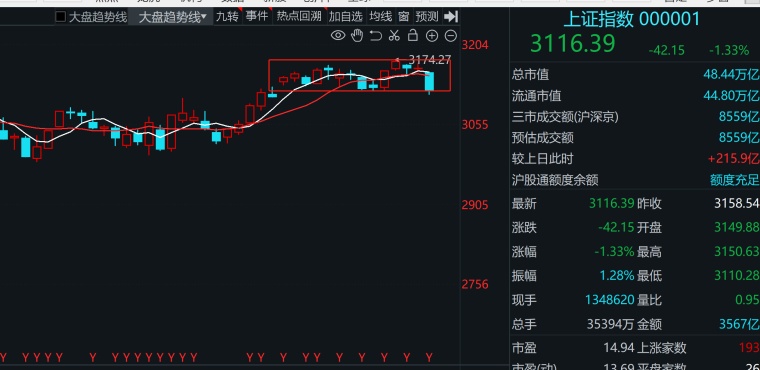 大盘趋势线 大盘趋势线▼ 九转 事件 热点回溯 加自选 均线 窗 预测
3204
3174.27
3055
2905
2756
Y Y Y Y Y Y Y Y Y Y Y Y Y Y Y Y Y Y Y Y Y Y Y
上证指数 000001
3116.39 -42.15 -1.33%
总市值 48.44万亿
流通市值 44.80万亿
三市成交额(沪深京) 8559亿
预估成交额 8559亿
较上日此时 +215.9亿
沪股通额度余额 额度充足
最新 3116.39 昨收 3158.54
涨跌 -42.15 开盘 3149.88
涨幅 -1.33% 最高 3150.63
振幅 1.28% 最低 3110.28
现手 1348620 量比 0.95
总手 35394万 金额 3567亿
市盈 14.94 上涨家数 193
市盈(动) 13.69 平盘家数 26